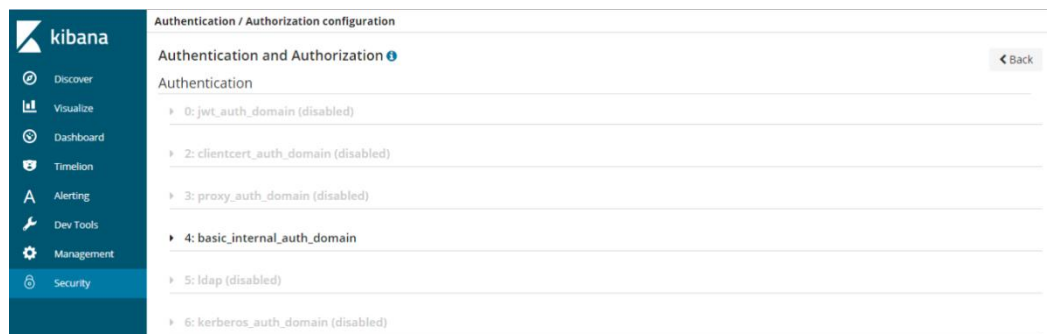 kibana
Discover
Visualize
Dashboard
Timelion
Alerting
Dev Tools
Management
Security
Authentication / Authorization configuration
Authentication and Authorization
Back
Authentication
0: jwt_auth_domain (disabled)
2: clientcert_auth_domain (disabled)
3: proxy_auth_domain (disabled)
4: basic_internal_auth_domain
5: ldap (disabled)
6: kerberos_auth_domain (disabled)